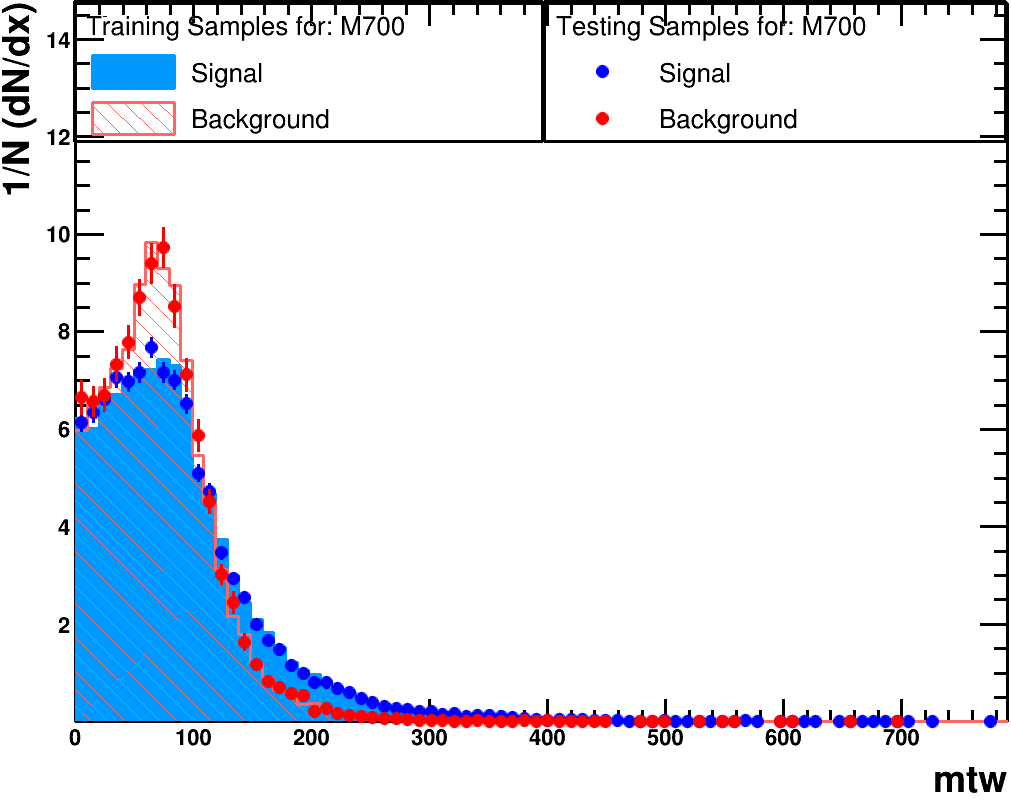 1/N (dN/dx)
Training Samples for: M700
Signal
Background
Testing Samples for: M700
Signal
Background
14
12
10
8
6
4
2
0 100 200 300 400 500 600 700
mtw